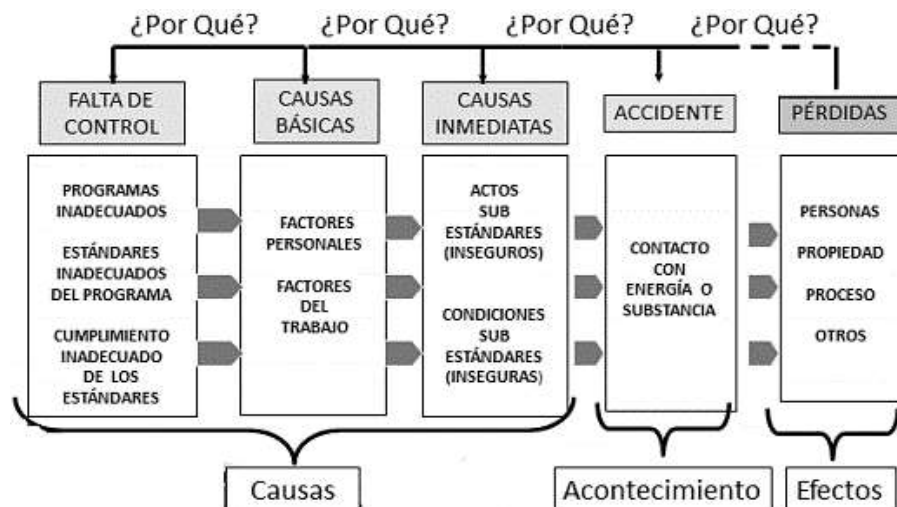 ¿Por Qué?
¿Por Qué?
¿Por Qué?
¿Por Qué?
FALTA DE
CONTROL
CAUSAS
BÁSICAS
CAUSAS
INMEDIATAS
ACCIDENTE
PÉRDIDAS
PROGRAMAS
INADECUADOS
ESTÁNDARES
INADECUADOS
DEL PROGRAMA
CUMPLIMIENTO
INADECUADO
DE LOS
ESTÁNDARES
FACTORES
PERSONALES
FACTORES
DEL
TRABAJO
ACTOS
SUB
ESTÁNDARES
(INSEGUROS)
CONDICIONES
SUB
ESTÁNDARES
(INSEGURAS)
CONTACTO
CON
ENERGÍA O
SUBSTANCIA
PERSONAS
PROPIEDAD
PROCESO
OTROS
Causas
Acontecimiento
Efectos